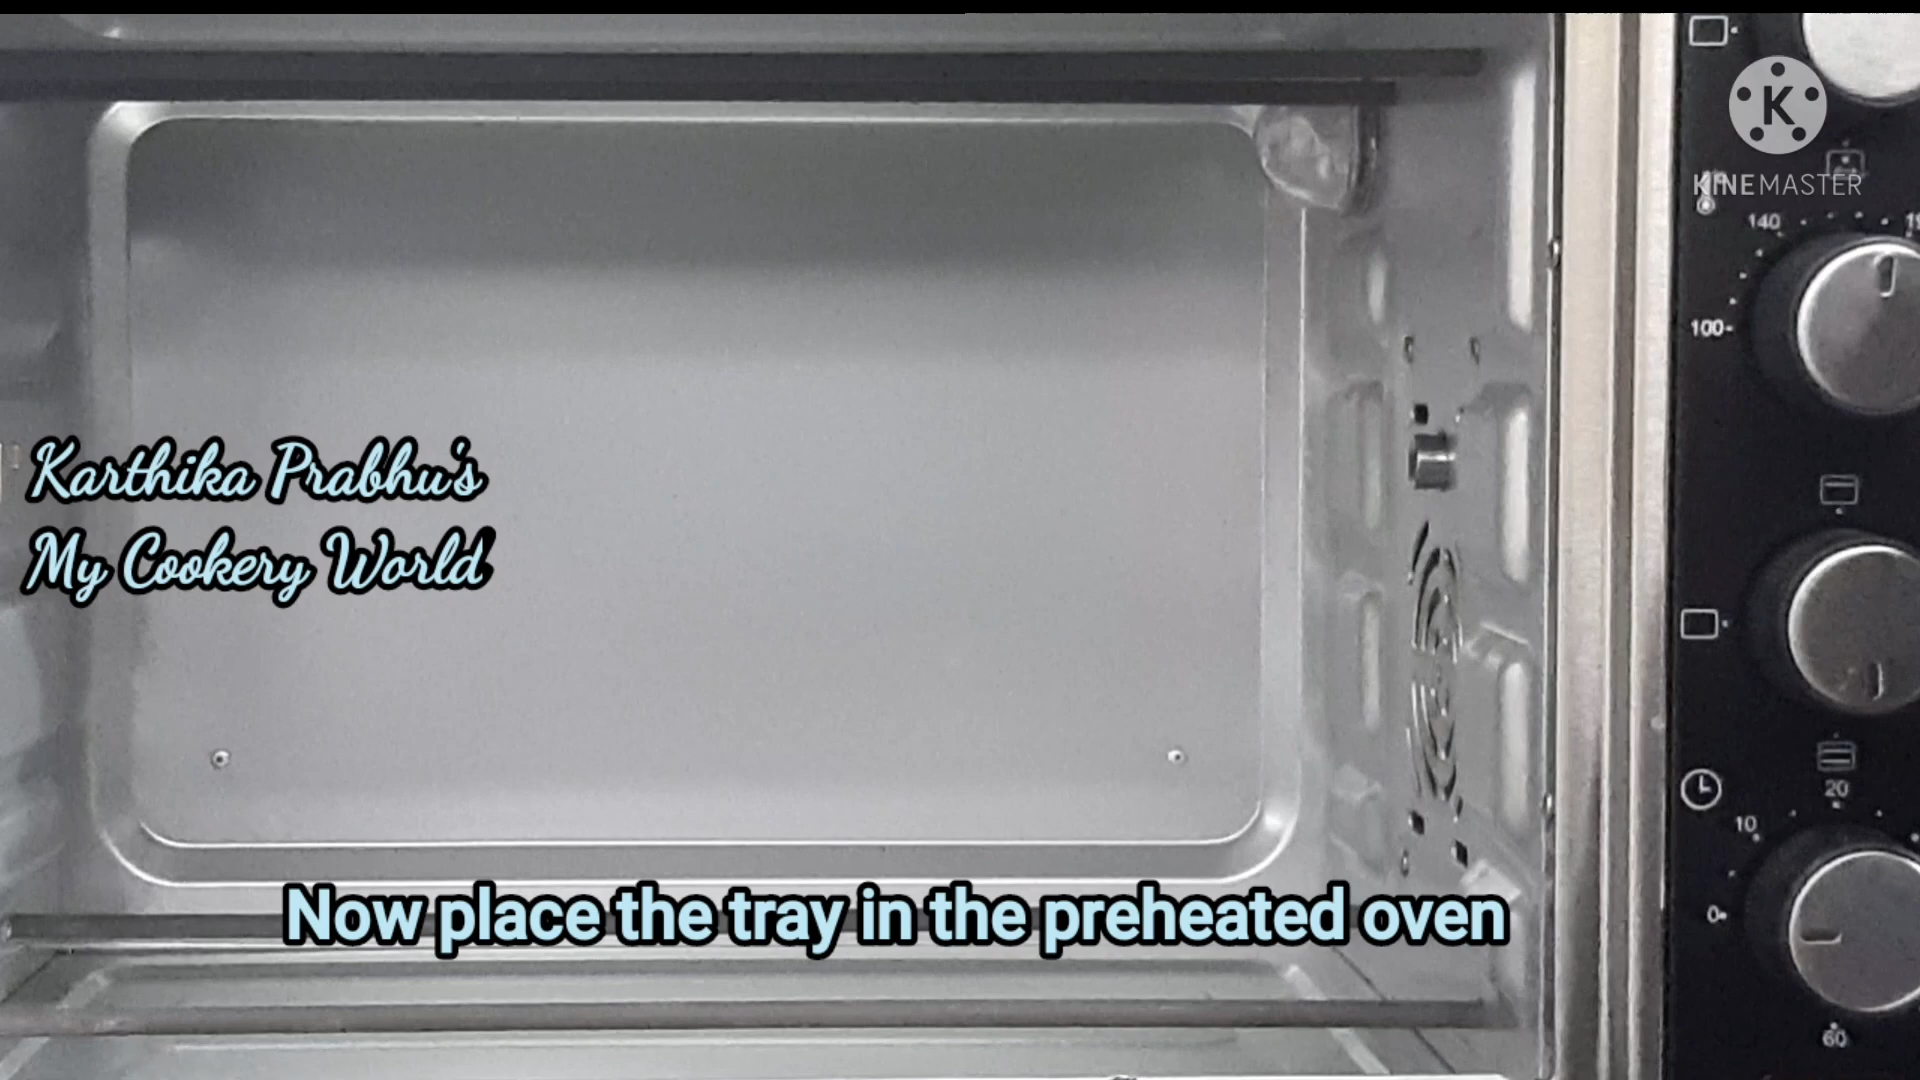 K
KINEMASTER
140
100
Karthika Prabhu's
My Cookery World
20
10
0
Now place the tray in the preheated oven
60